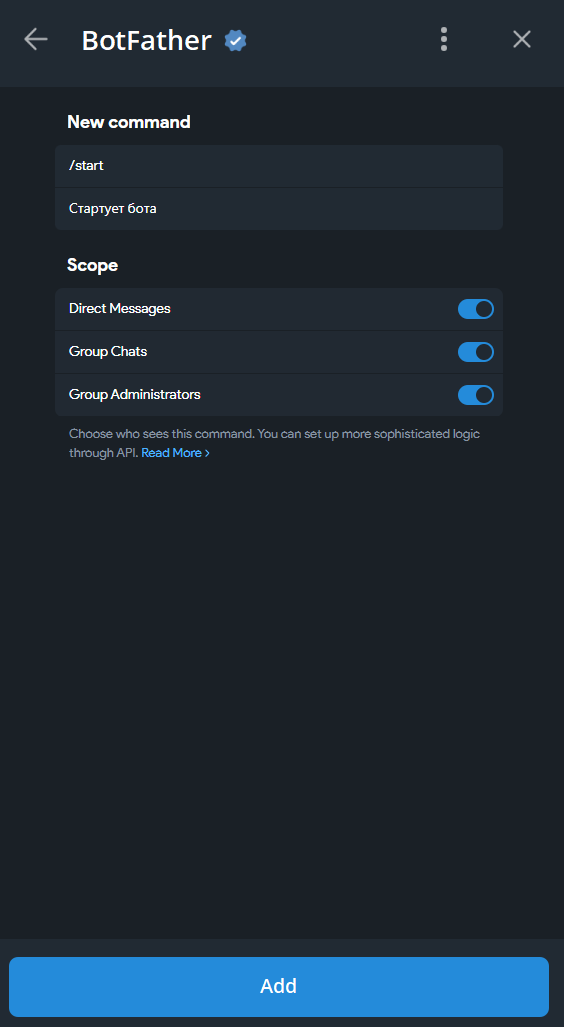 BotFather
New command
/start
Стартует бота
Scope
Direct Messages
Group Chats
Group Administrators
Choose who sees this command. You can set up more sophisticated logic
through API. Read More >
Add